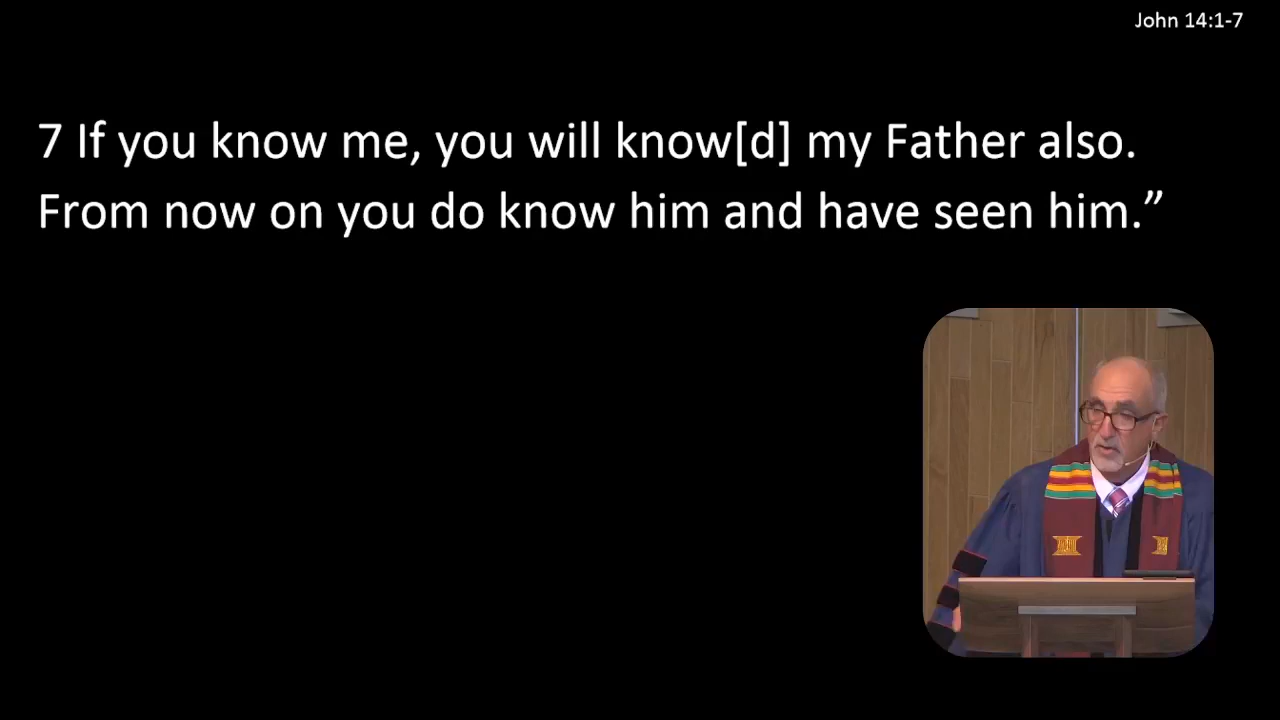 John 14:1-7
7 If you know me, you will know[d] my Father also.
From now on you do know him and have seen him.”